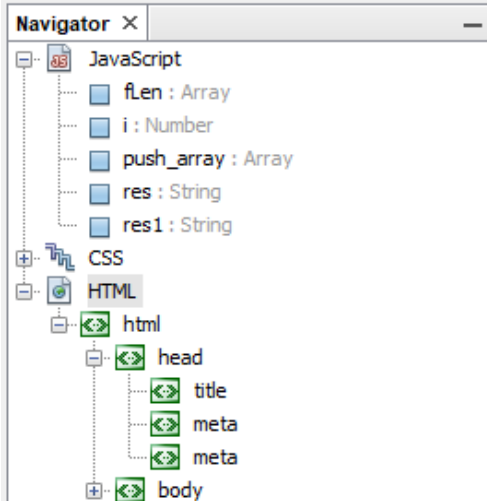 Navigator
JavaScript
fLen : Array
i : Number
push_array : Array
res : String
res1 : String
CSS
HTML
html
head
title
meta
meta
body